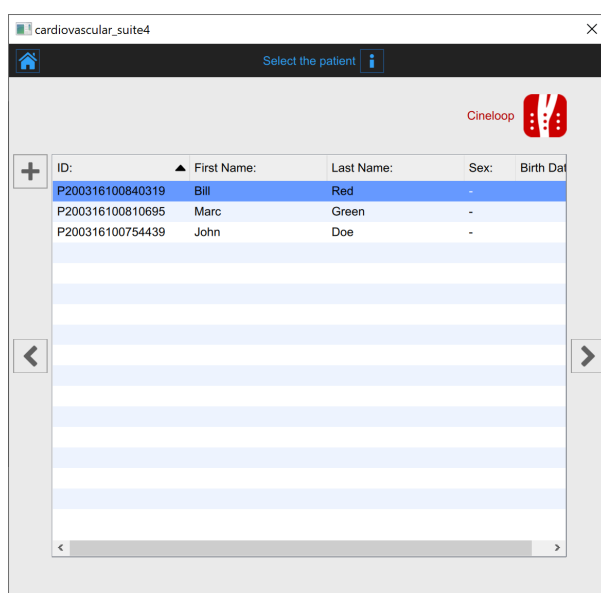 cardiovascular_suite4
Select the patient
Cineloop
ID: First Name: Last Name: Sex: Birth Dat
P200316100840319 Bill Red -
P200316100810695 Marc Green -
P200316100754439 John Doe -